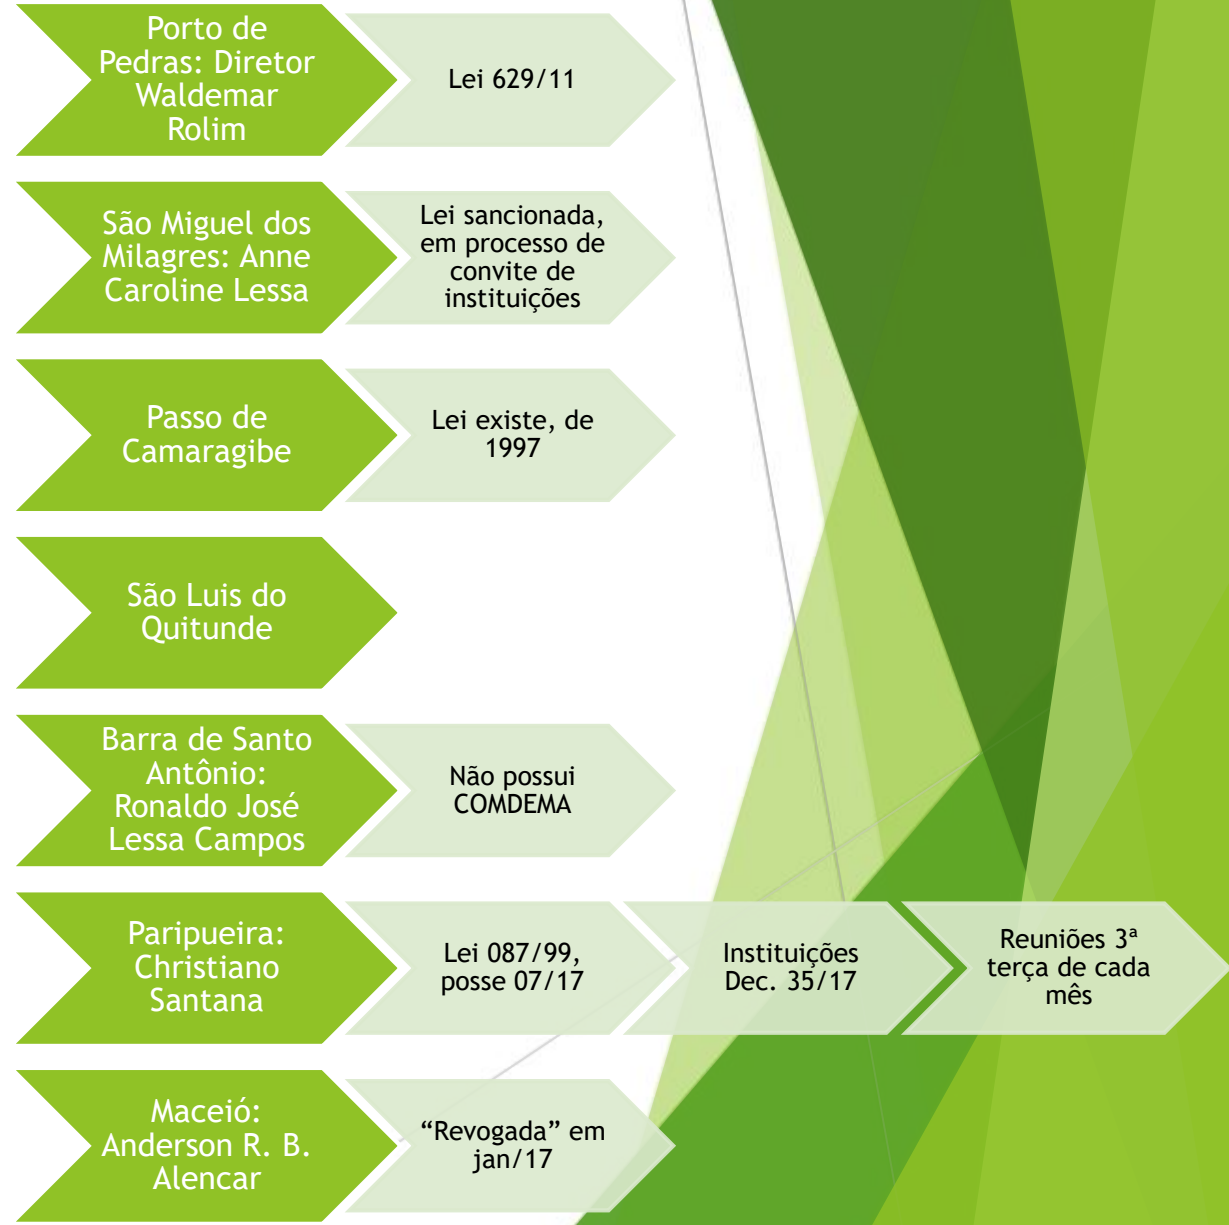 Porto de
Pedras: Diretor
Waldemar
Rolim
Lei 629/11
São Miguel dos
Milagres: Anne
Caroline Lessa
Lei sancionada,
em processo de
convite de
instituições
Passo de
Camaragibe
Lei existe, de
1997
São Luis do
Quitunde
Barra de Santo
Antônio:
Ronaldo José
Lessa Campos
Não possui
COMDEMA
Paripueira:
Christiano
Santana
Lei 087/99,
posse 07/17
Instituições
Dec. 35/17
Reuniões 3ª
terça de cada
mês
Maceió:
Anderson R. B.
Alencar
“Revogada” em
jan/17